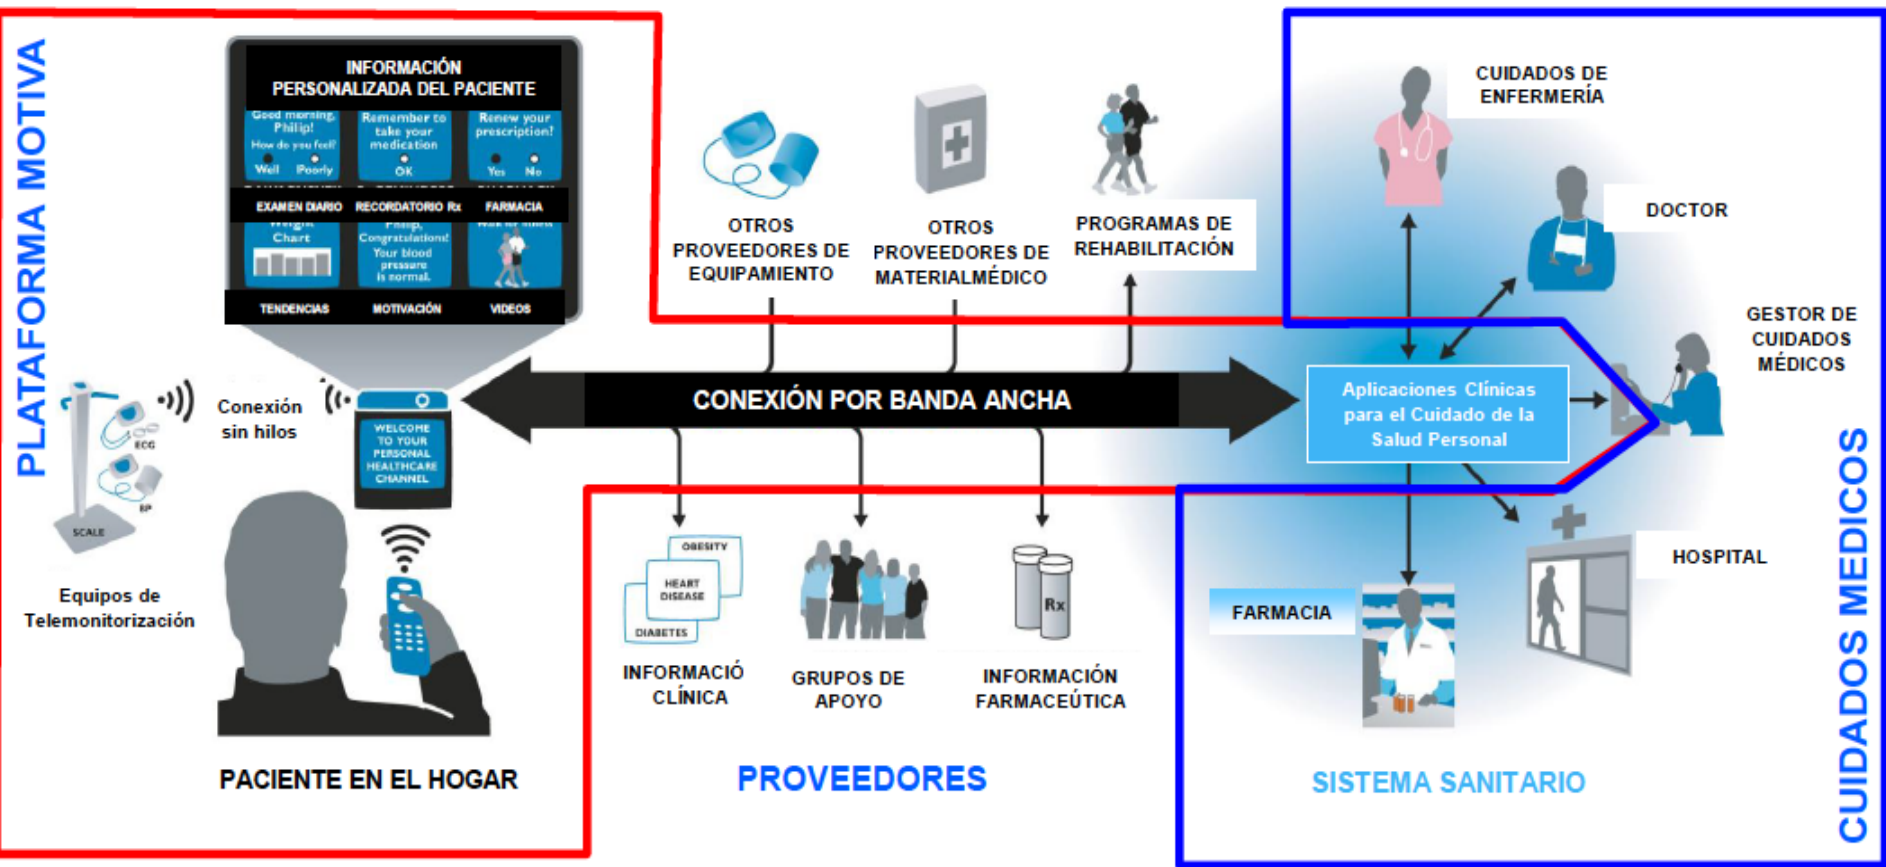 PLATAFORMA MOTIVA
INFORMACIÓN
PERSONALIZADA DEL PACIENTE
Good morning,
Philip!
How do you feel?
Well Poorly
Remember to
take your
medication
OK
Renew your
prescription?
Yes No
EXAMEN DIARIO
RECORDATORIO Rx
FARMACIA
Weight
Chart
Philip,
Congratulations!
Your blood
pressure
is normal.
TENDENCIAS
MOTIVACIÓN
VIDEOS
Conexión
sin hilos
ECG
BP
SCALE
Equipos de
Telemonitorización
WELCOME
TO YOUR
PERSONAL
HEALTHCARE
CHANNEL
PACIENTE EN EL HOGAR
OTROS
PROVEEDORES DE
EQUIPAMIENTO
OTROS
PROVEEDORES DE
MATERIALMÉDICO
PROGRAMAS DE
REHABILITACIÓN
CONEXIÓN POR BANDA ANCHA
OBESITY
HEART
DISEASE
DIABETES
INFORMACIÓ
CLÍNICA
GRUPOS DE
APOYO
Rx
INFORMACIÓN
FARMACEÚTICA
PROVEEDORES
CUIDADOS DE
ENFERMERÍA
DOCTOR
GESTOR DE
CUIDADOS
MÉDICOS
Aplicaciones Clínicas
para el Cuidado de la
Salud Personal
HOSPITAL
FARMACIA
SISTEMA SANITARIO
CUIDADOS MEDICOS